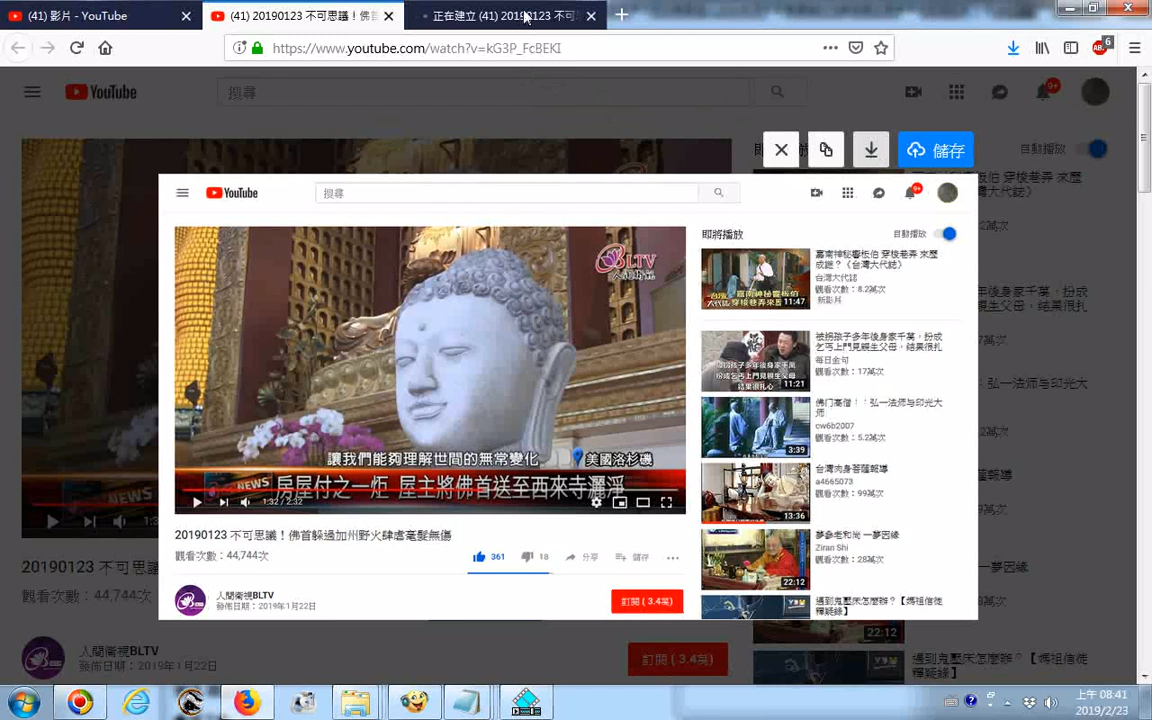 (41) 影片 - YouTube
(41) 20190123 不可思議！佛首
正在建立 (41) 20190123 不可
https://www.youtube.com/watch?v=kG3P_FcBEKI
6
YouTube
搜尋
9+
儲存
自動播放
YouTube
搜尋
9+
即將播放
自動播放
BLTV
人間衛視
讓我們能夠理解世間的無常變化
美國洛杉磯
NEWS
房屋付之一炬 屋主將佛首送至西來寺灑淨
1:32 / 2:32
20190123 不可思議！佛首躲過加州野火肆虐毫髮無傷
觀看次數：44,744次
361
18
分享
儲存
人間衛視BLTV
發佈日期：2019年1月22日
訂閱 (3.4萬)
嘉南神秘響板伯 穿梭巷弄 來歷
成謎？《台灣大代誌》
台灣大代誌
觀看次數：8.2萬次
新影片
11:47
被拐孩子多年後身家千萬，扮成
乞丐上門見親生父母，结果很扎
每日金句
觀看次數：17萬次
11:21
佛门高僧！：弘一法师与印光大
师
cw6b2007
觀看次數：5.2萬次
3:39
台灣肉身菩薩報導
a4665073
觀看次數：99萬次
13:36
夢參老和尚 一夢因緣
Ziran Shi
觀看次數：28萬次
22:12
遇到鬼壓床怎麼辦？【媽祖信徒
釋疑錄】
20190123 不可思議
觀看次數：44,744次
人間衛視BLTV
發佈日期：2019年1月22日
訂閱 (3.4萬)
22:12
遇到鬼壓床怎麼辦？【媽祖信徒
釋疑錄】
上午 08:41
2019/2/23